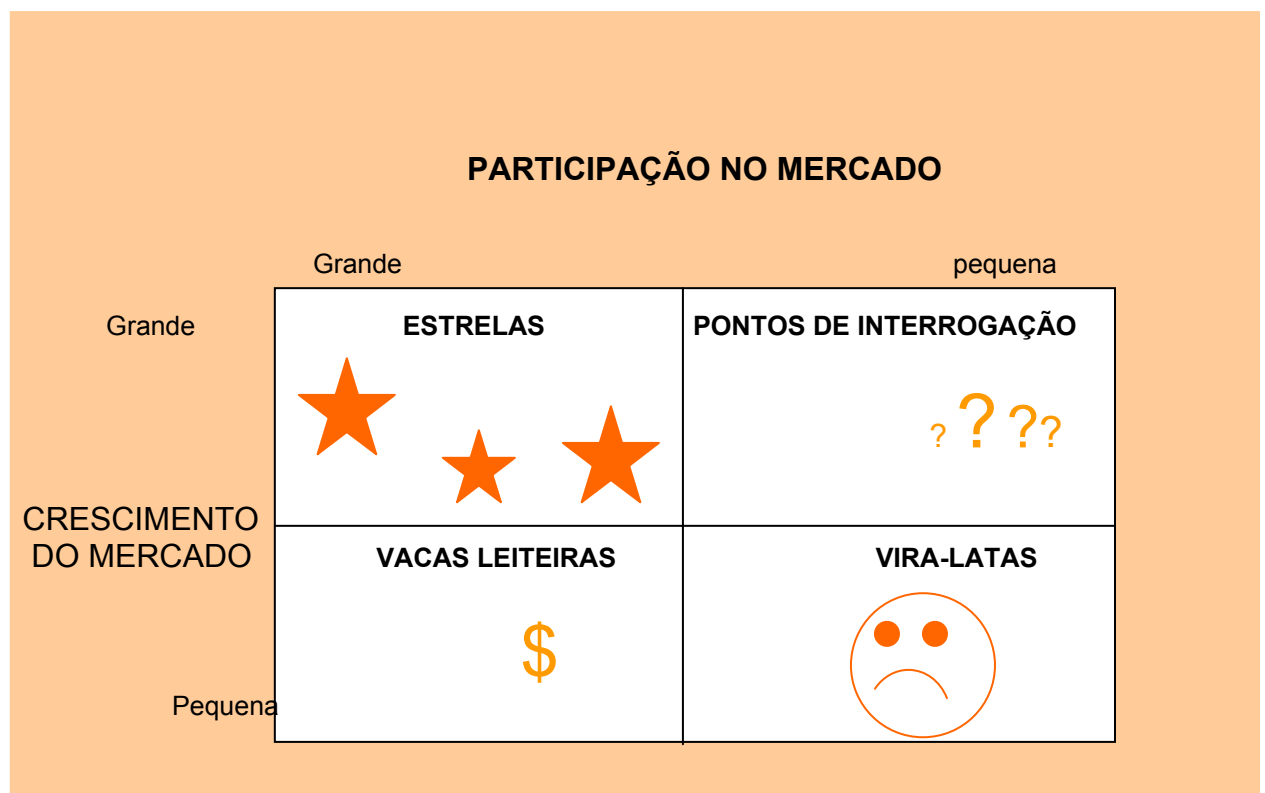 PARTICIPAÇÃO NO MERCADO
Grande pequena
Grande ESTRELAS PONTOS DE INTERROGAÇÃO
? ? ? ?
CRESCIMENTO
DO MERCADO VACAS LEITEIRAS VIRA-LATAS
$
Pequena